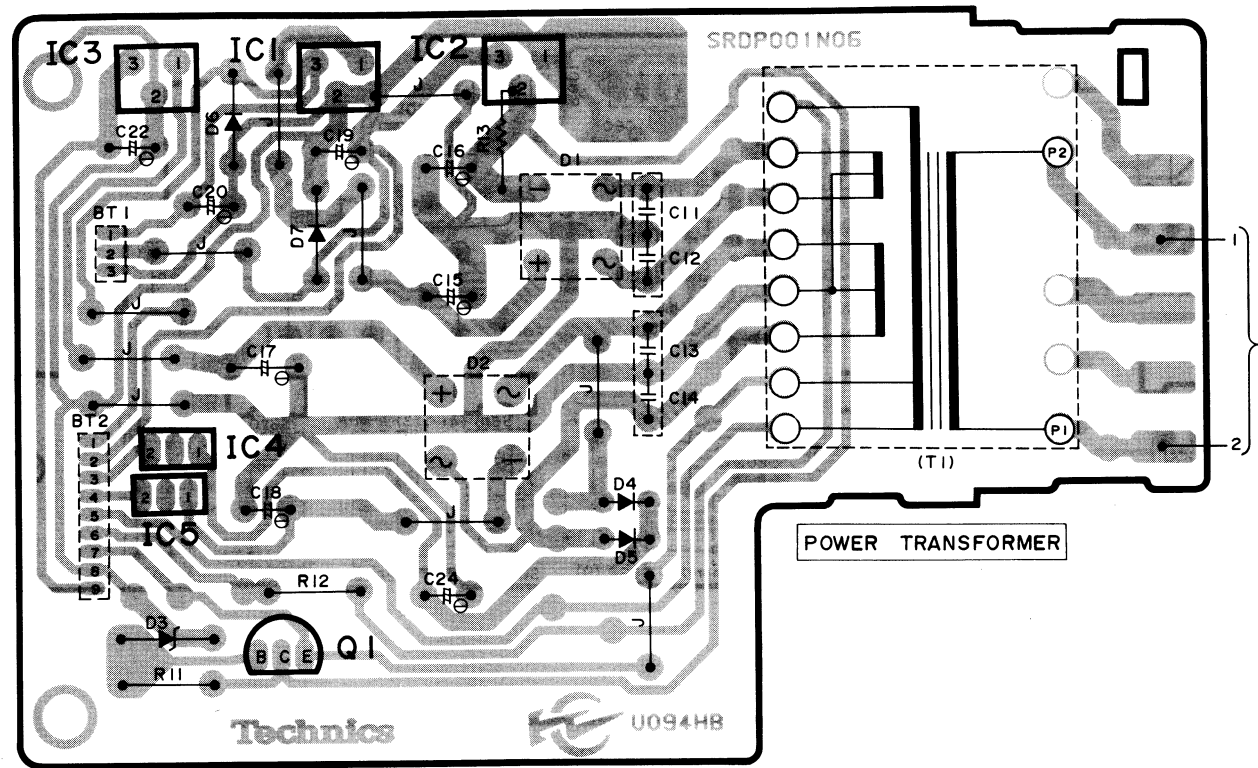 SRDP001N06
IC3 IC1 IC2
3 1 3 1 3 1
2 2 2
C22 D6 J C19 J C16 R13 D1
P2
C20 D7 C11
BT1
1
2 J J
3
C12
1
J C15
C13
J C17 D2
J C14
BT2
P1
2
(T1)
1
2
3
4
5
6
7
8
9
2 1 IC4
2 1
IC5
C18 J D4
D5
POWER TRANSFORMER
R12 C24
J
D3
B C E Q1
R11
Technics
U094HB